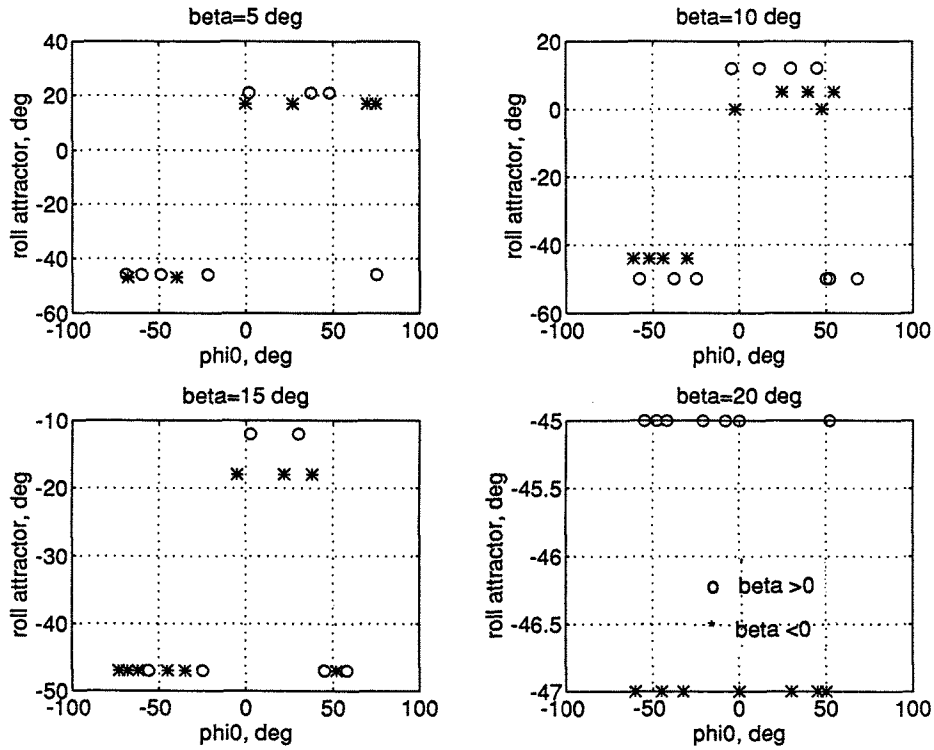 beta=5 deg
40
20
0
-20
-40
-60
roll attractor, deg
-100
-50
0
50
100
phi0, deg
beta=10 deg
20
0
-20
-40
-60
roll attractor, deg
-100
-50
0
50
100
phi0, deg
beta=15 deg
-10
-20
-30
-40
-50
roll attractor, deg
-100
-50
0
50
100
phi0, deg
beta=20 deg
-45
-45.5
-46
-46.5
-47
roll attractor, deg
o beta >0
* beta <0
-100
-50
0
50
100
phi0, deg